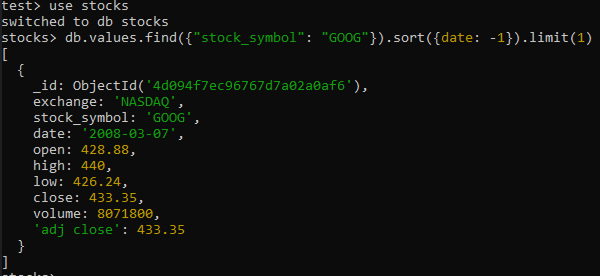 test> use stocks
switched to db stocks
stocks> db.values.find({"stock_symbol": "GOOG"}).sort({date: -1}).limit(1)
[
  {
    _id: ObjectId('4d094f7ec96767d7a02a0af6'),
    exchange: 'NASDAQ',
    stock_symbol: 'GOOG',
    date: '2008-03-07',
    open: 428.88,
    high: 440,
    low: 426.24,
    close: 433.35,
    volume: 8071800,
    'adj close': 433.35
  }
]
stocks>